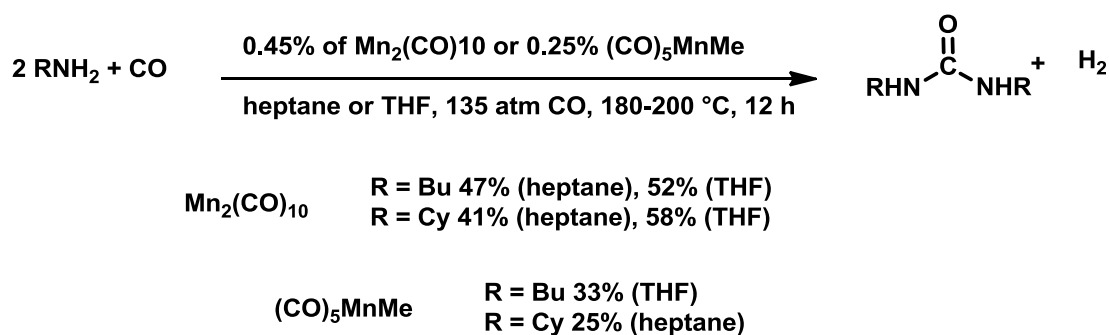 2 RNH₂ + CO
0.45% of Mn₂(CO)10 or 0.25% (CO)₅MnMe
heptane or THF, 135 atm CO, 180-200 °C, 12 h
O
C
RHN NHR + H₂
Mn₂(CO)₁₀
R = Bu 47% (heptane), 52% (THF)
R = Cy 41% (heptane), 58% (THF)
(CO)₅MnMe
R = Bu 33% (THF)
R = Cy 25% (heptane)